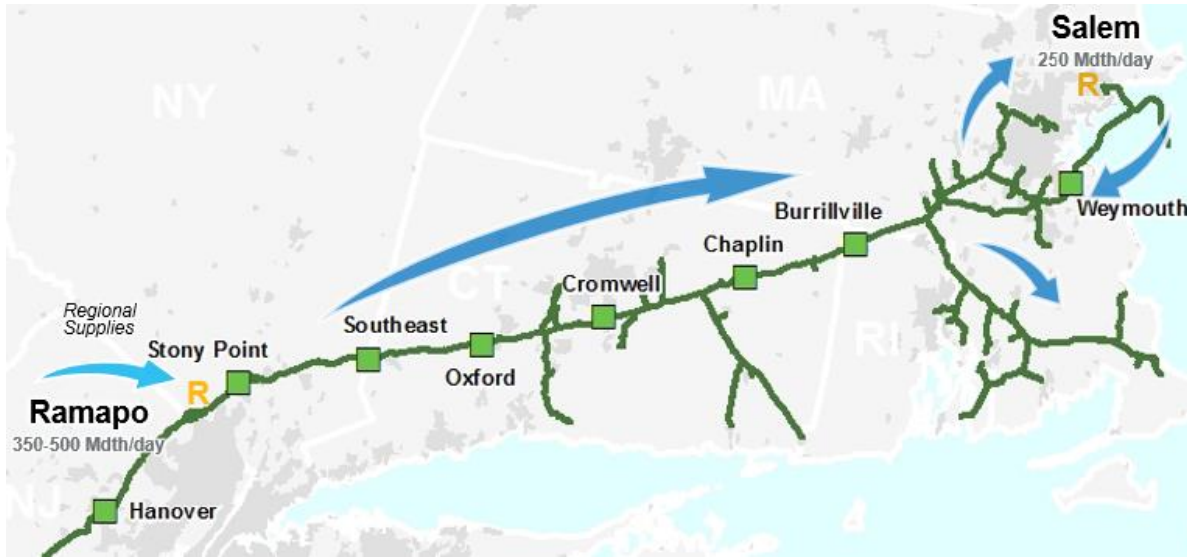 Salem
250 Mdth/day
R
NY
MA
Weymouth
Burrillville
Chaplin
CT
Cromwell
Regional
Supplies
Southeast
Stony Point
RI
Oxford
R
Ramapo
350-500 Mdth/day
NJ
Hanover